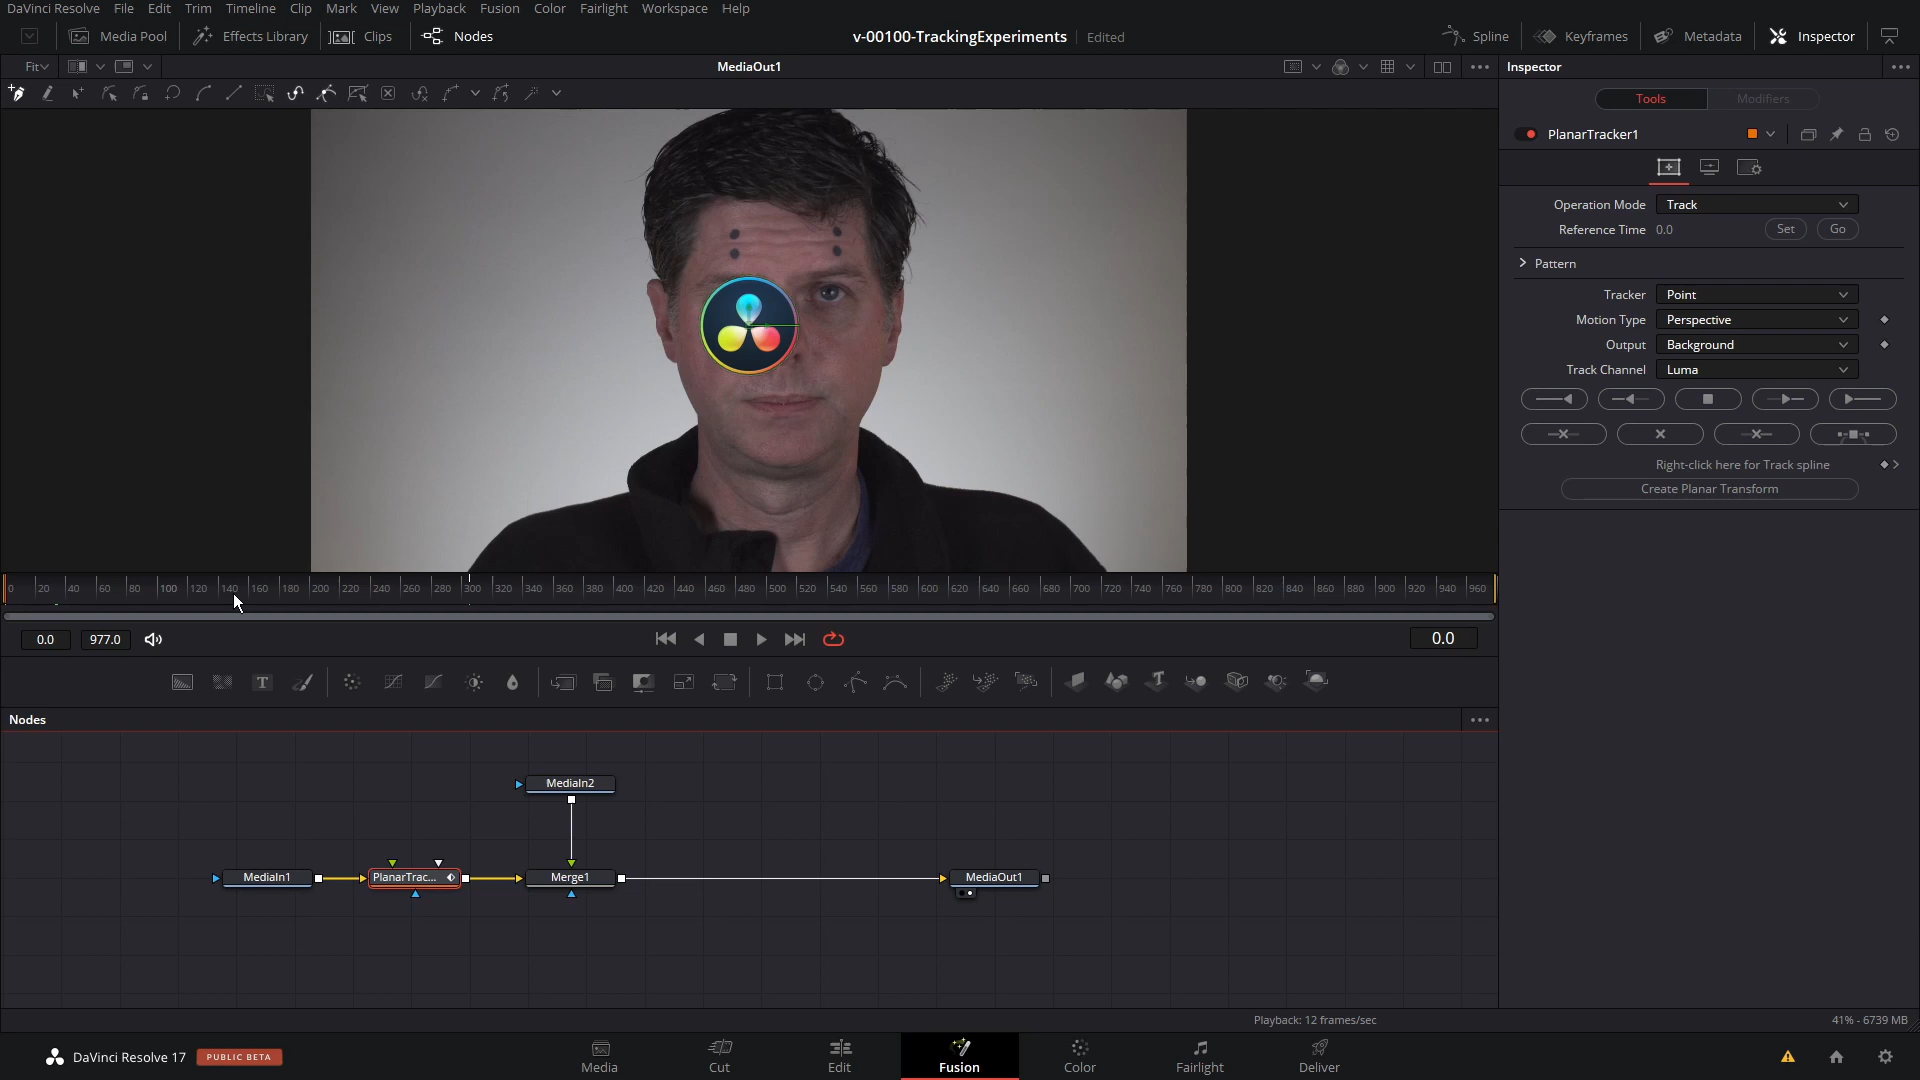 DaVinci Resolve File Edit Trim Timeline Clip Mark View Playback Fusion Color Fairlight Workspace Help
Media Pool Effects Library Clips Nodes v-00100-TrackingExperiments Edited Spline Keyframes Metadata Inspector
Fit MediaOut1 Inspector
Tools Modifiers
PlanarTracker1
Operation Mode Track
Reference Time 0.0 Set Go
Pattern
Tracker Point
Motion Type Perspective
Output Background
Track Channel Luma
Right-click here for Track spline
Create Planar Transform
0 20 40 60 80 100 120 140 160 180 200 220 240 260 280 300 320 340 360 380 400 420 440 460 480 500 520 540 560 580 600 620 640 660 680 700 720 740 760 780 800 820 840 860 880 900 920 940 960
0.0 977.0 0.0
T T
Nodes
MediaIn2
MediaIn1 PlanarTrac... Merge1 MediaOut1
Playback: 12 frames/sec 41% - 6739 MB
DaVinci Resolve 17 PUBLIC BETA Media Cut Edit Fusion Color Fairlight Deliver